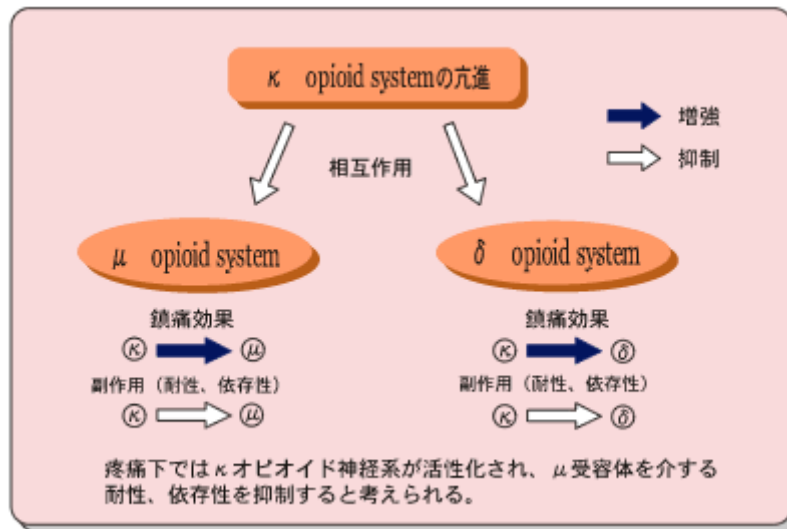 κ opioid systemの亢進
増強
相互作用
抑制
μ opioid system
δ opioid system
鎮痛効果
鎮痛効果
κ μ
κ δ
副作用（耐性、依存性）
副作用（耐性、依存性）
κ μ
κ δ
疼痛下ではκオピオイド神経系が活性化され、μ受容体を介する
耐性、依存性を抑制すると考えられる。